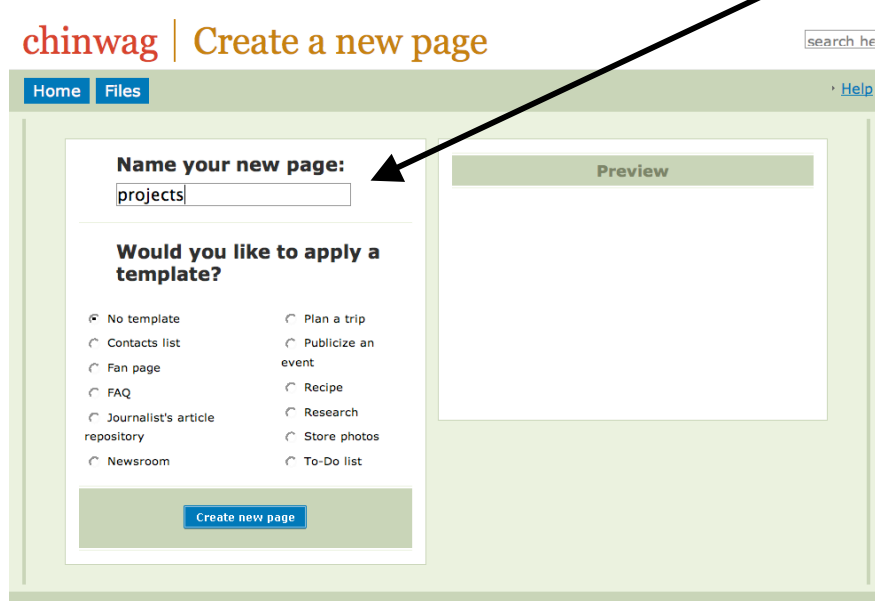 chinwag | Create a new page
search he
Home Files
Help
Name your new page:
projects
Would you like to apply a
template?
No template
Contacts list
Fan page
FAQ
Journalist's article
repository
Newsroom
Plan a trip
Publicize an
event
Recipe
Research
Store photos
To-Do list
Create new page
Preview